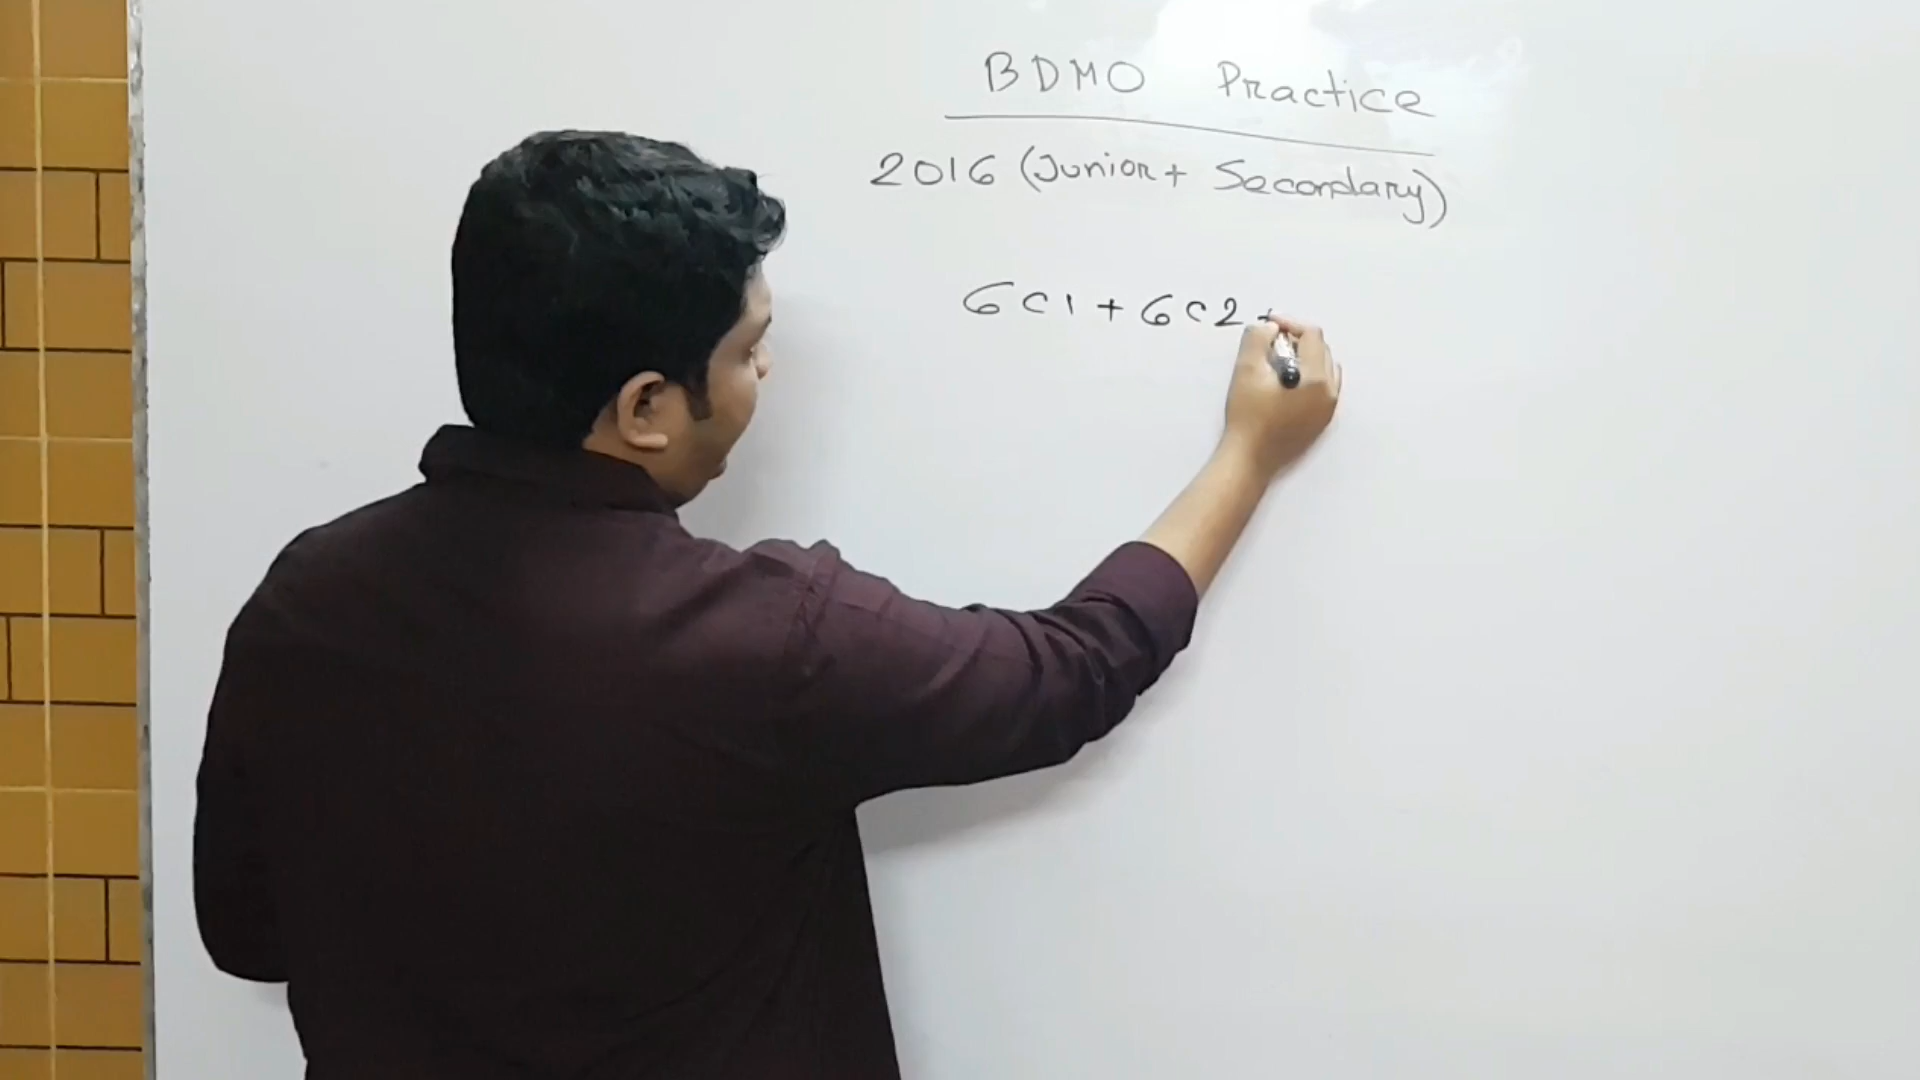 BDMO Practice
2016 (Junior + Secondary)
6C1 + 6C2 +